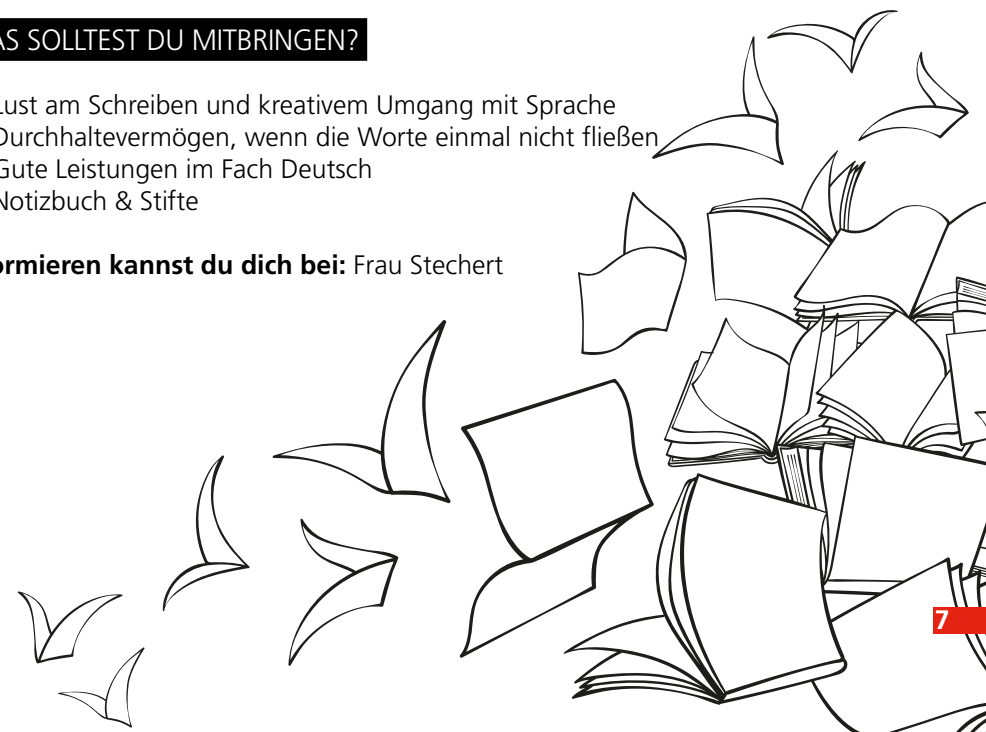 AS SOLLTEST DU MITBRINGEN?
Lust am Schreiben und kreativem Umgang mit Sprache
Durchhaltevermögen, wenn die Worte einmal nicht fließen
Gute Leistungen im Fach Deutsch
Notizbuch & Stifte
ormieren kannst du dich bei: Frau Stechert
7